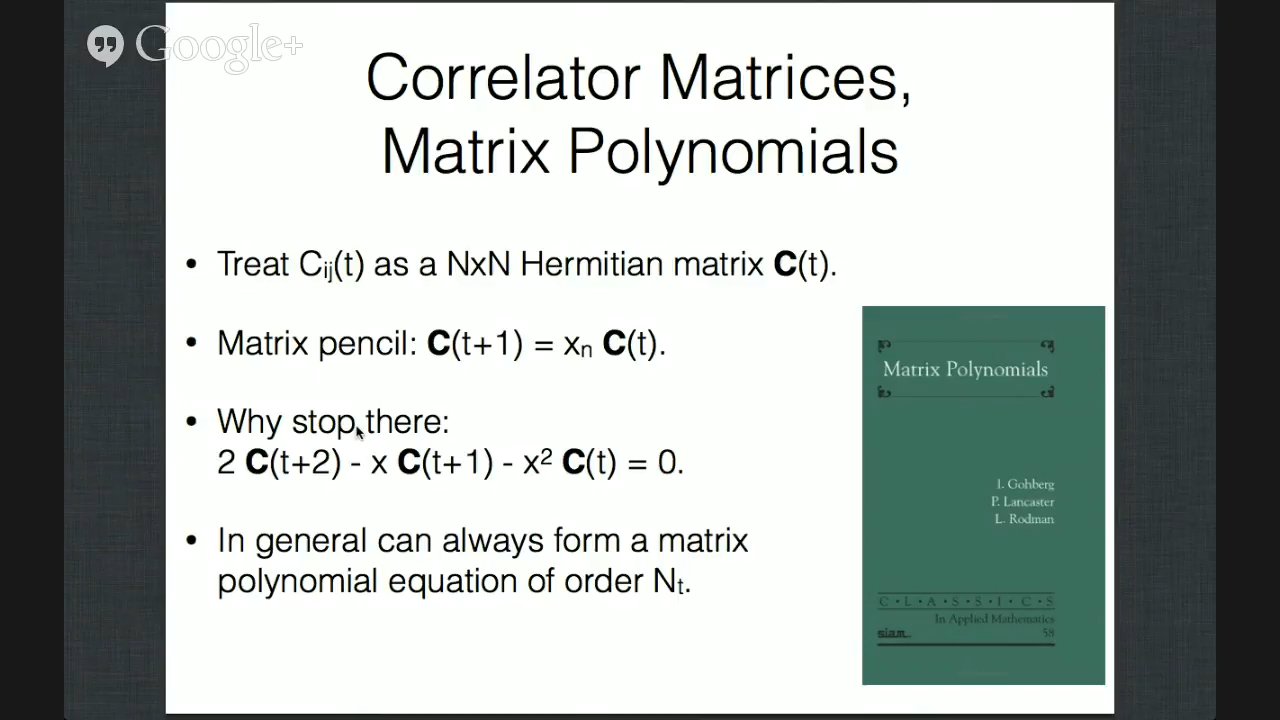 Google+
Correlator Matrices,
Matrix Polynomials
• Treat Cij(t) as a NxN Hermitian matrix C(t).
• Matrix pencil: C(t+1) = xn C(t).
• Why stop there:
2 C(t+2) - x C(t+1) - x² C(t) = 0.
• In general can always form a matrix
polynomial equation of order Nt.
Matrix Polynomials
I. Gohberg
P. Lancaster
L. Rodman
C•L•A•S•S•I•C•S
In Applied Mathematics
siam
58